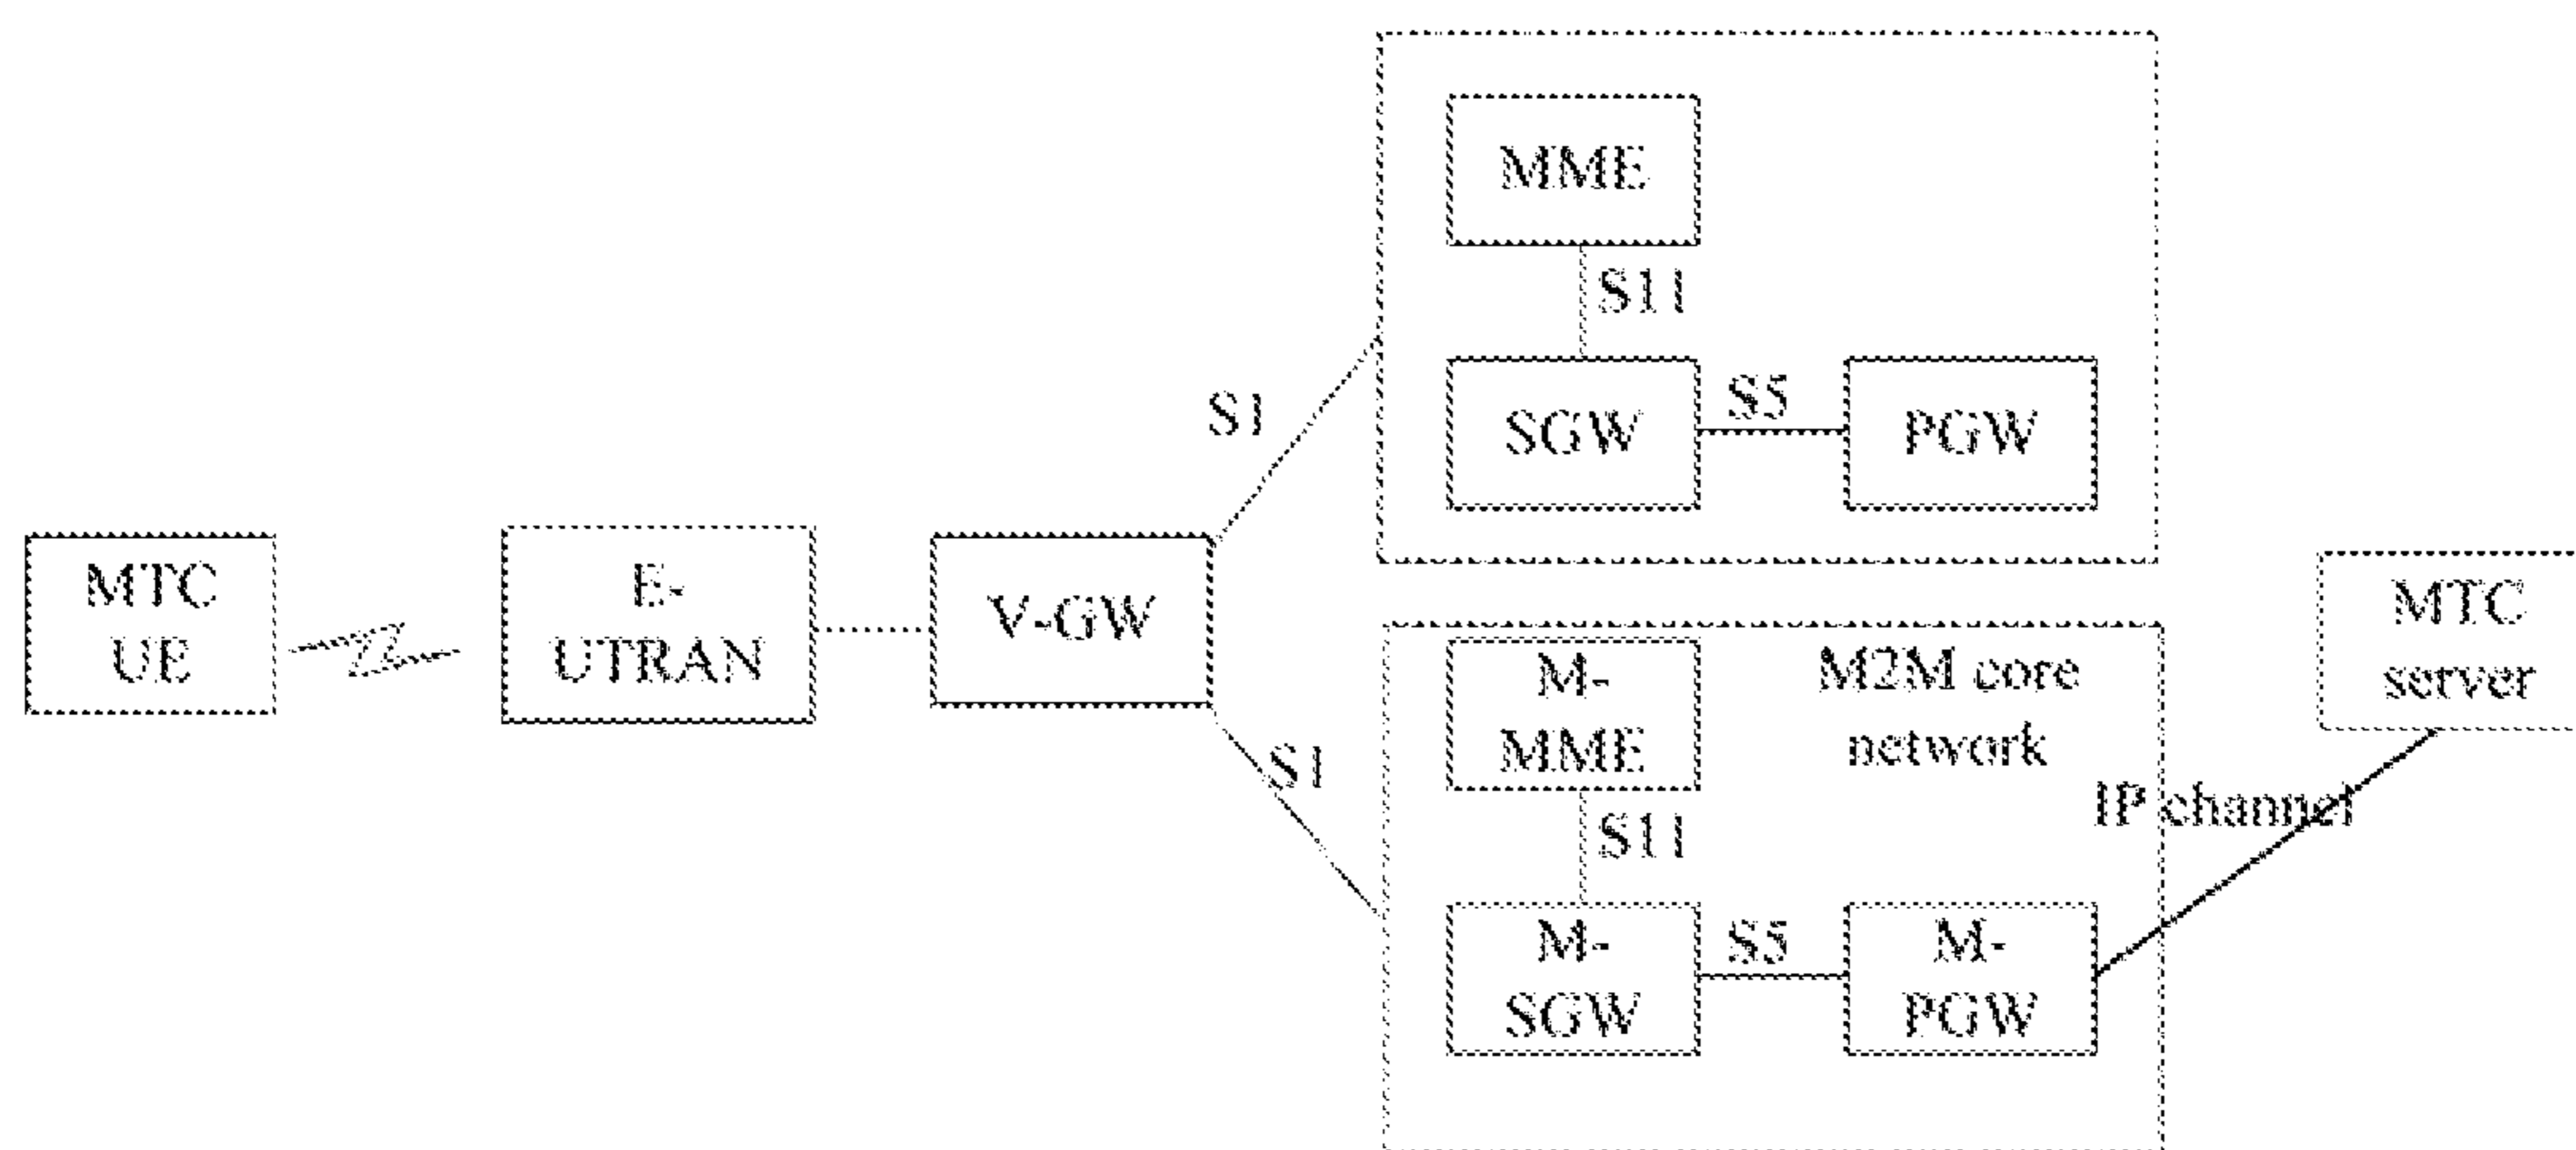 MME
S11
SGW
S5
PGW
S1
MTC
UE
E-
UTRAN
V-GW
S1
M-
MME
M2M core
network
S11
M-
SGW
S5
M-
PGW
IP channel
MTC
server